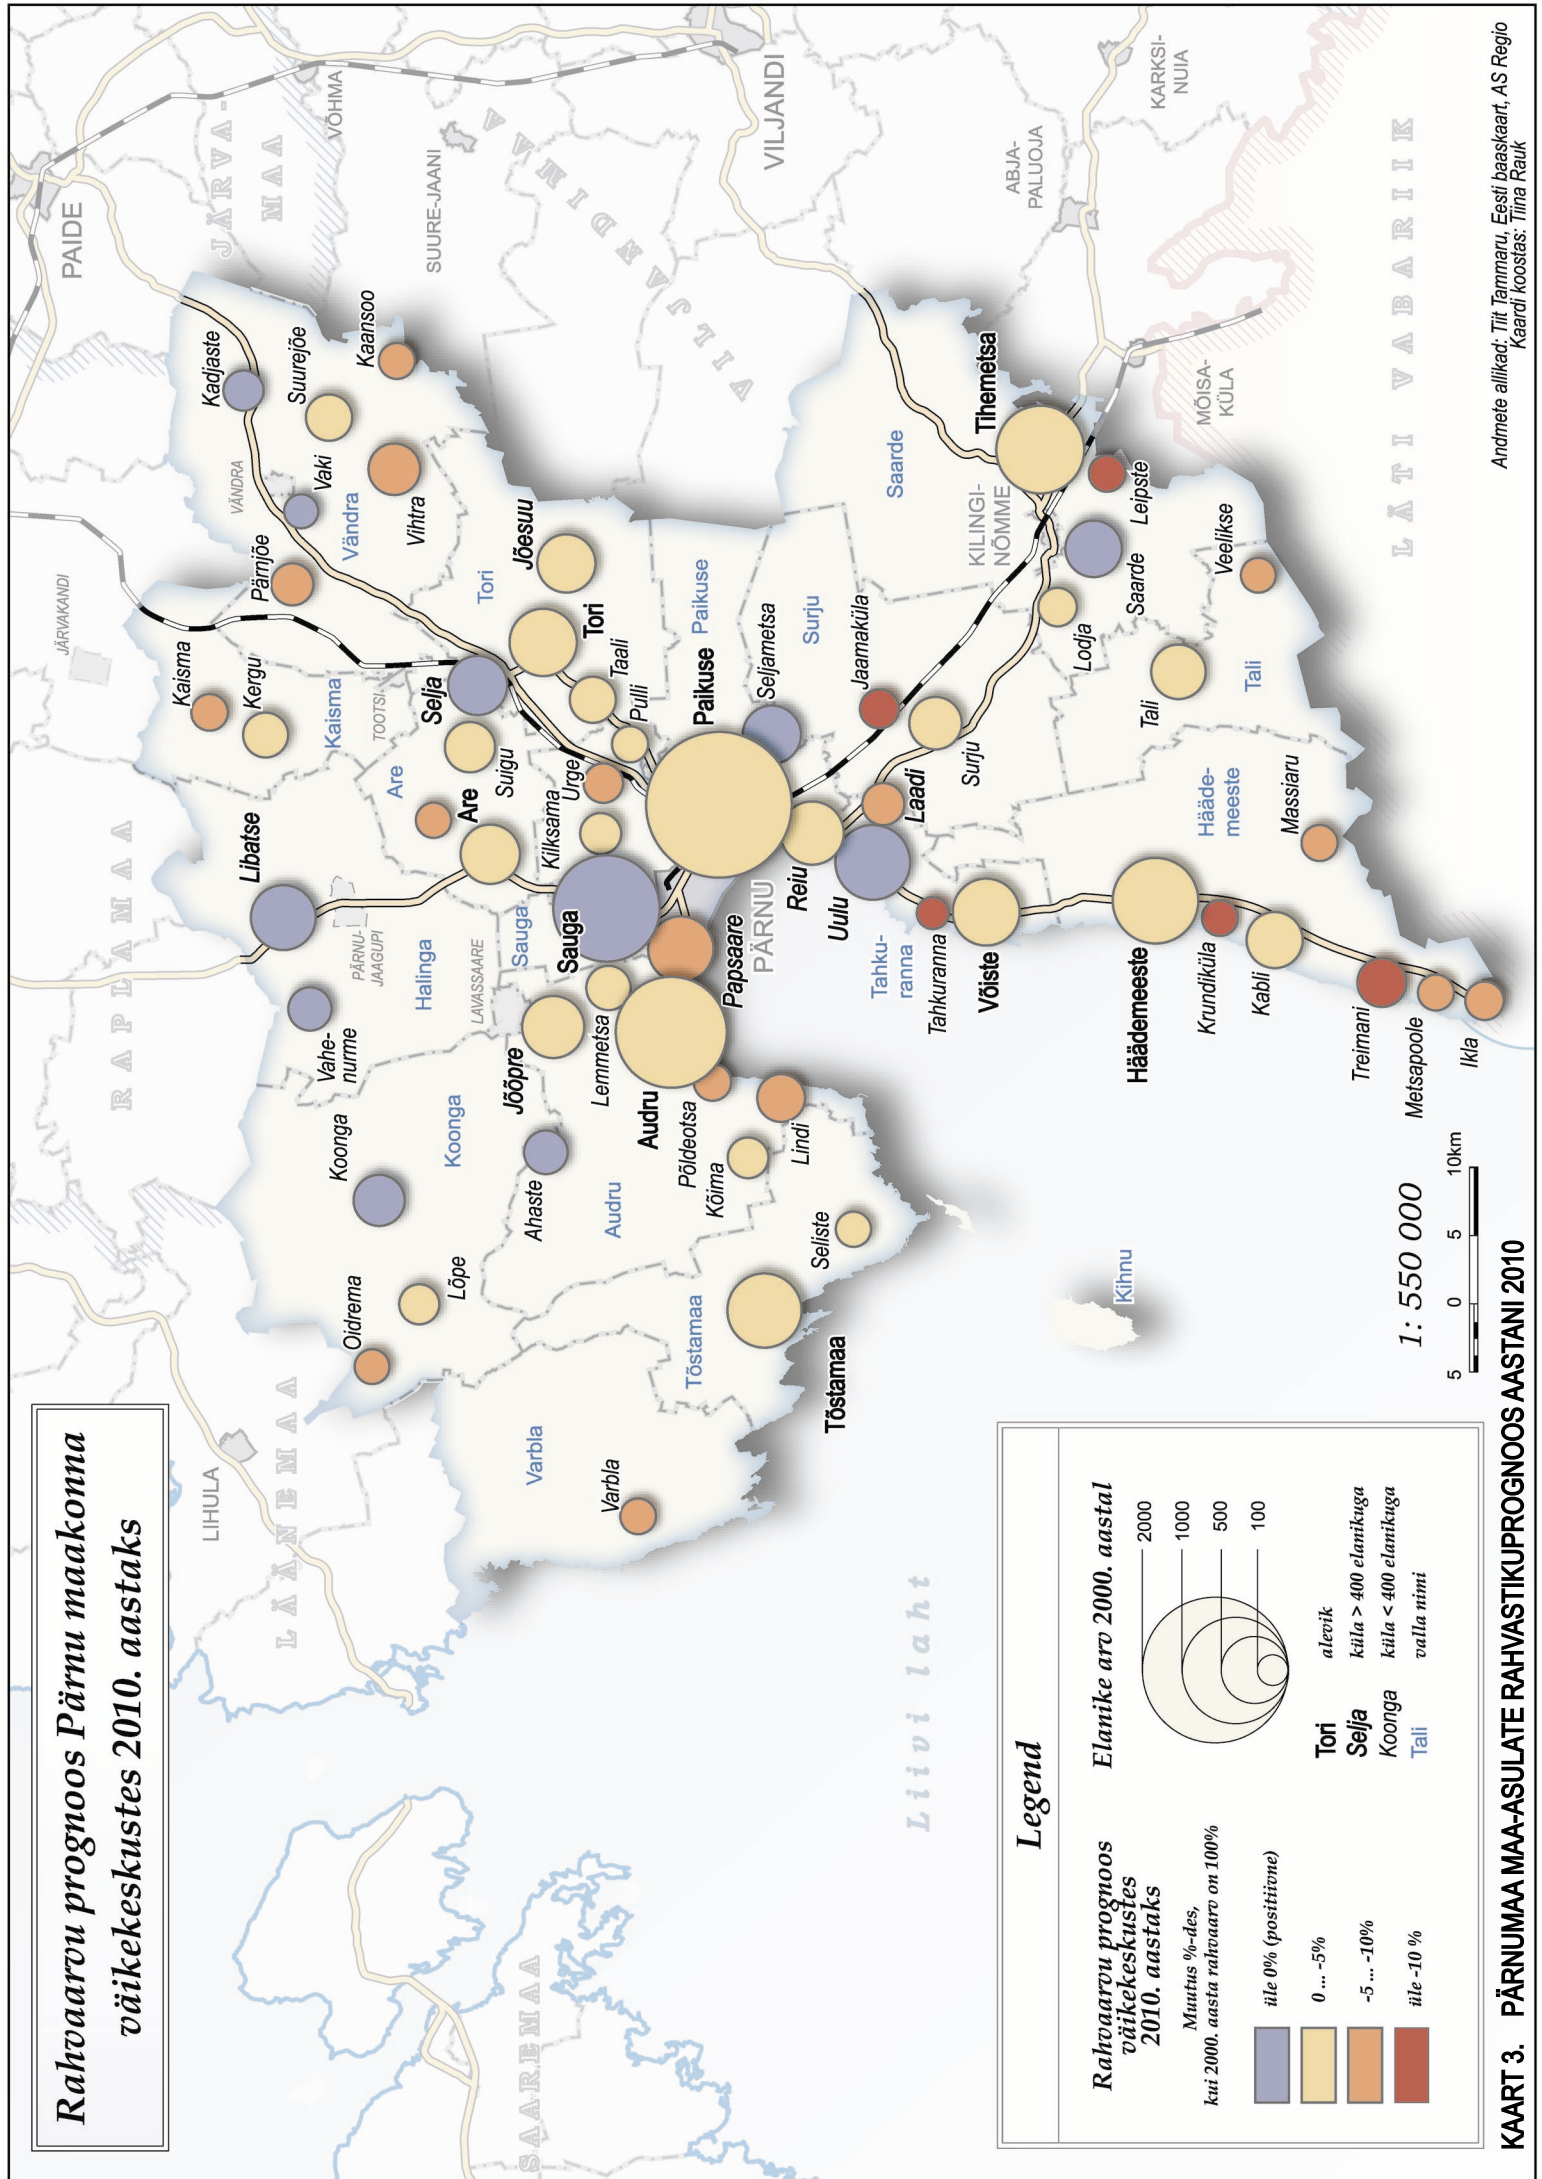 Rahvaarvu prognoos Pärnu maakonna
väikekeskustes 2010. aastaks
PAIDE
JÄRVA-
MAA
VÕHMA
SUURE-JAANI
VILJANDIMAA
VILJANDI
ABJA-
PALUOJA
KARKSI-
NUIA
MÕISA-
KÜLA
LÄTI VABARIIK
RAPLAMAA
JÄRVAKANDI
LIHULA
LÄÄNEMAA
SAAREMAA
Liivi laht
Kadjaste
Suurejõe
Kaansoo
VÄNDRA
Vaki
Vändra
Vihtra
Pärnjõe
Kaisma
Kergu
Kaisma
TOOTSI
Tori
Jõesuu
Tori
Taali
Pulli
Selja
Suigu
Are
Are
Urge
Kilksama
Libatse
PÄRNU-
JAAGUPI
Halinga
LAVASSAARE
Sauga
Sauga
Vahe-
nurme
Koonga
Koonga
Jõõpre
Lemmetsa
Audru
Papsaare
PÄRNU
Paikuse
Paikuse
Seljametsa
Surju
Saarde
Tihemetsa
KILINGI-
NÕMME
Leipste
Saarde
Lodja
Veelikse
Tali
Tali
Jaamaküla
Surju
Laadi
Reiu
Uulu
Tahku-
ranna
Tahkuranna
Võiste
Hääde-
meeste
Massiaru
Häädemeeste
Krundiküla
Kabli
Treimani
Metsapoole
Ikla
Põldeotsa
Lindi
Kõima
Ahaste
Audru
Seliste
Lõpe
Oidrema
Tõstamaa
Tõstamaa
Varbla
Varbla
Kihnu
1: 550 000
5 0 5 10km
Legend
Rahvaarvu prognoos
väikekeskustes
2010. aastaks
Muutus %-des,
kui 2000. aasta rahvaarv on 100%
üle 0% (positiivne)
0 ... -5%
-5 ... -10%
üle -10 %
Elanike arv 2000. aastal
2000
1000
500
100
Tori alevik
Selja küla > 400 elanikuga
Koonga küla < 400 elanikuga
Tali valla nimi
Andmete allikad: Tiit Tammaru, Eesti baaskaart, AS Regio
Kaardi koostas: Tiina Rauk
KAART 3. PÄRNUMAA MAA-ASULATE RAHVASTIKUPROGNOOS AASTANI 2010